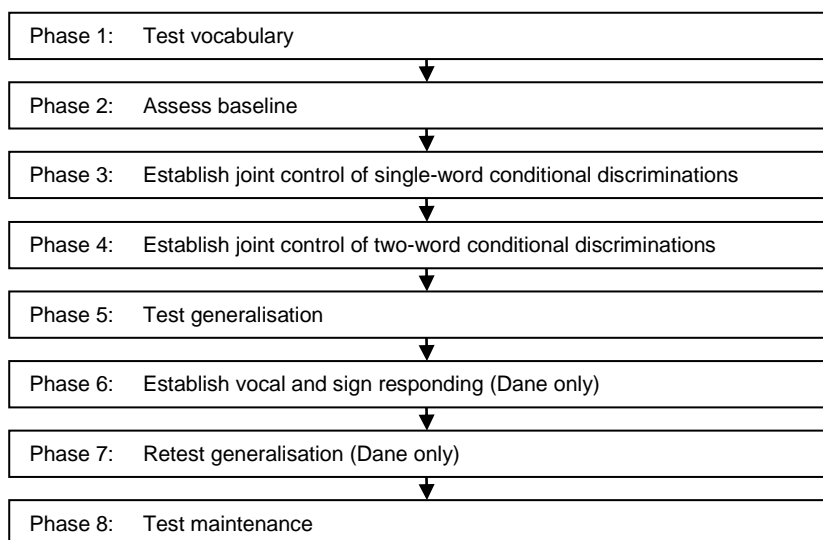 Phase 1: Test vocabulary
Phase 2: Assess baseline
Phase 3: Establish joint control of single-word conditional discriminations
Phase 4: Establish joint control of two-word conditional discriminations
Phase 5: Test generalisation
Phase 6: Establish vocal and sign responding (Dane only)
Phase 7: Retest generalisation (Dane only)
Phase 8: Test maintenance